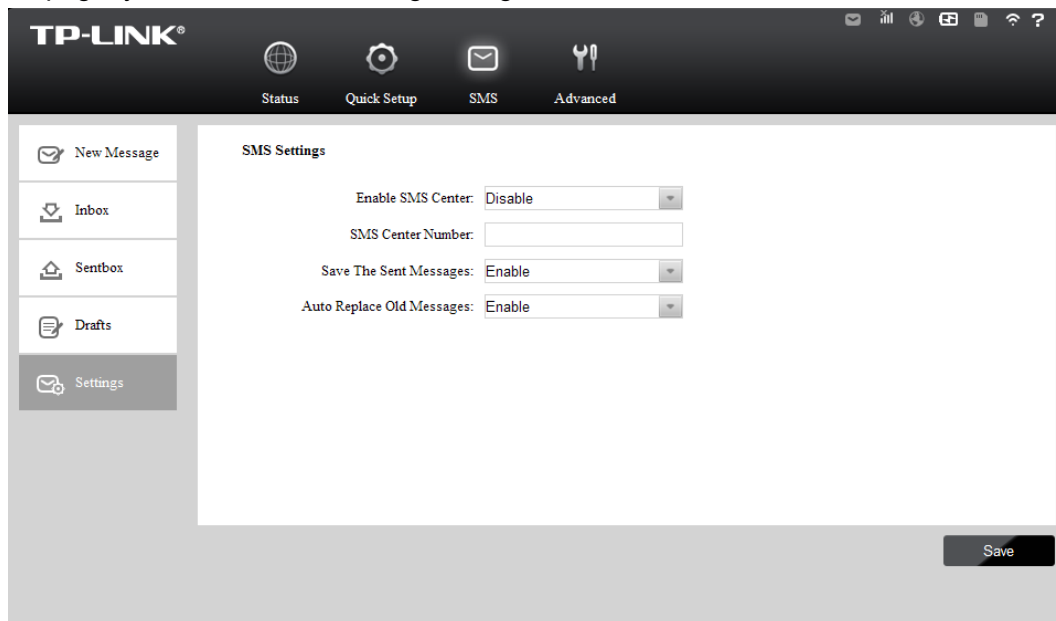 TP-LINK®
?
Status Quick Setup SMS Advanced
New Message
Inbox
Sentbox
Drafts
Settings
SMS Settings
Enable SMS Center: Disable
SMS Center Number:
Save The Sent Messages: Enable
Auto Replace Old Messages: Enable
Save